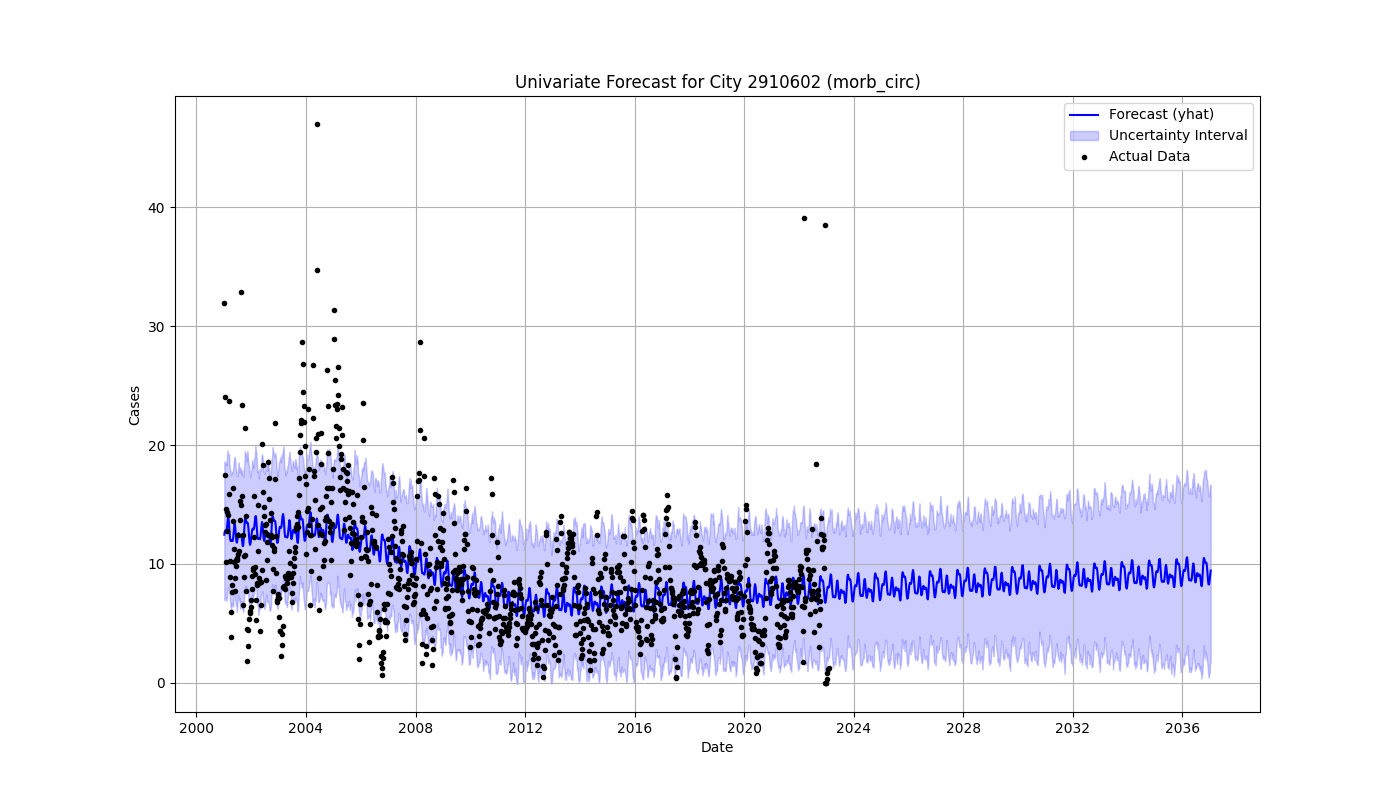 Univariate Forecast for City 2910602 (morb_circ)
Forecast (yhat)
Uncertainty Interval
Actual Data
Cases
40
30
20
10
0
2000 2004 2008 2012 2016 2020 2024 2028 2032 2036
Date